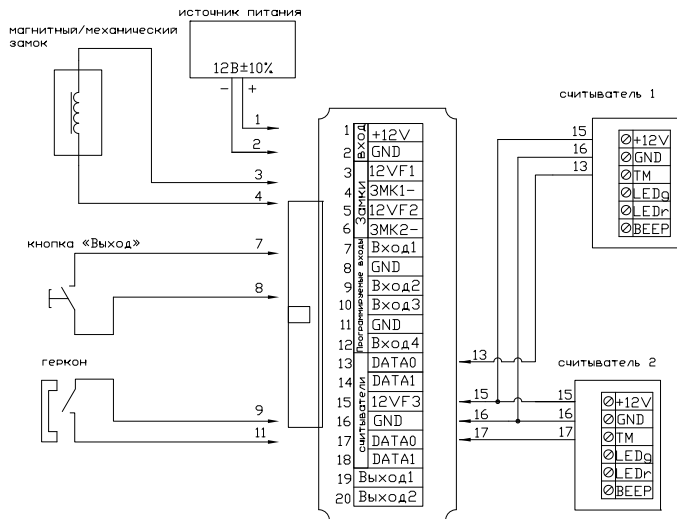 источник питания
магнитный/механический
замок
12В±10%
− +
1
2
3
4
кнопка «Выход»
7
8
геркон
9
11
вход
Замки
Программируемые входы
считыватели
1 +12V
2 GND
3 12VF1
4 ЗМК1-
5 12VF2
6 ЗМК2-
7 Вход1
8 GND
9 Вход2
10 Вход3
11 GND
12 Вход4
13 DATA0
14 DATA1
15 12VF3
16 GND
17 DATA0
18 DATA1
19 Выход1
20 Выход2
считыватель 1
15 +12V
16 GND
13 TM
LEDg
LEDr
BEEP
13
15
16
17
считыватель 2
15 +12V
16 GND
17 TM
LEDg
LEDr
BEEP